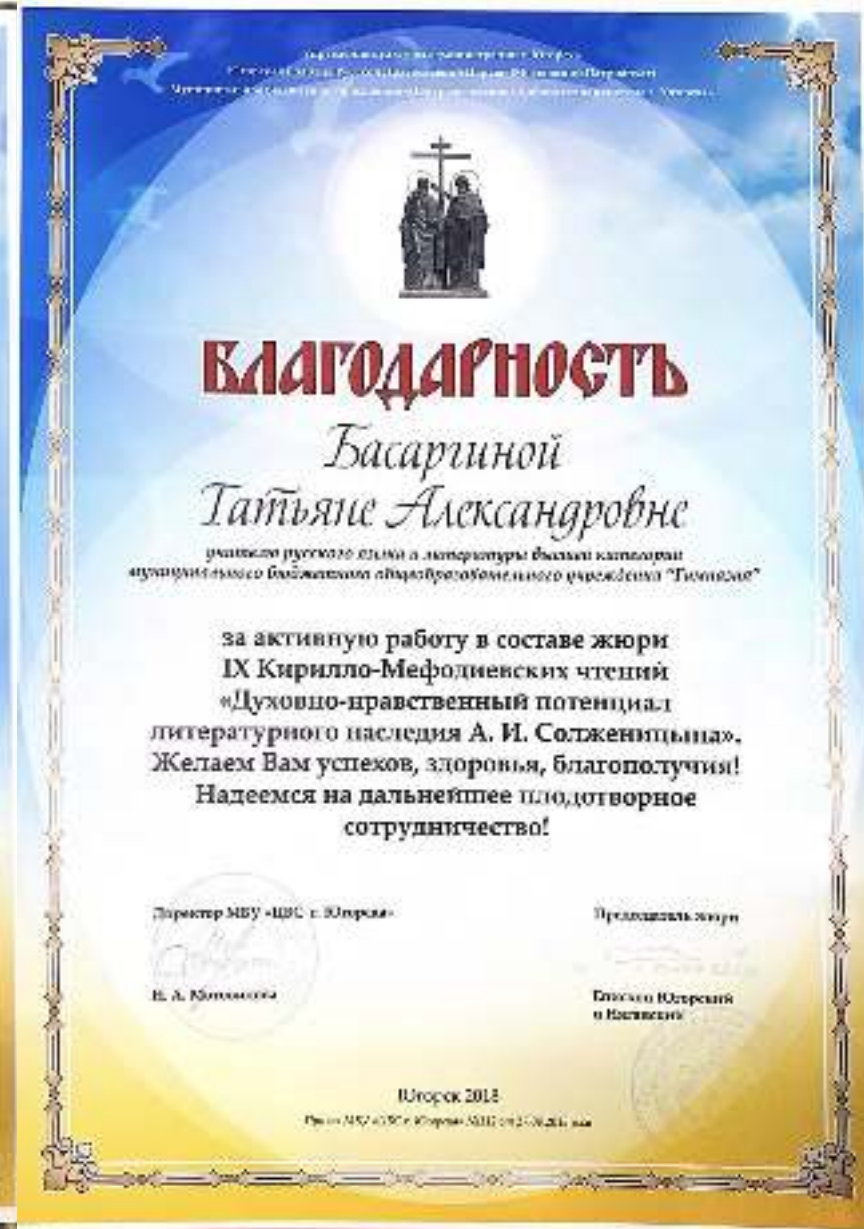 БЛАГОДАРНОСТЬ
Басаргиной
Татьяне Александровне
учителю русского языка и литературы высшей категории
муниципального бюджетного общеобразовательного учреждения "Гимназия"
за активную работу в составе жюри
IX Кирилло-Мефодиевских чтений
«Духовно-нравственный потенциал
литературного наследия А. И. Солженицына».
Желаем Вам успехов, здоровья, благополучия!
Надеемся на дальнейшее плодотворное
сотрудничество!
Директор МБУ «ЦБС г. Югорска»
Председатель жюри
Н. А.
Епископ Югорский
и Няганский
Югорск 2018